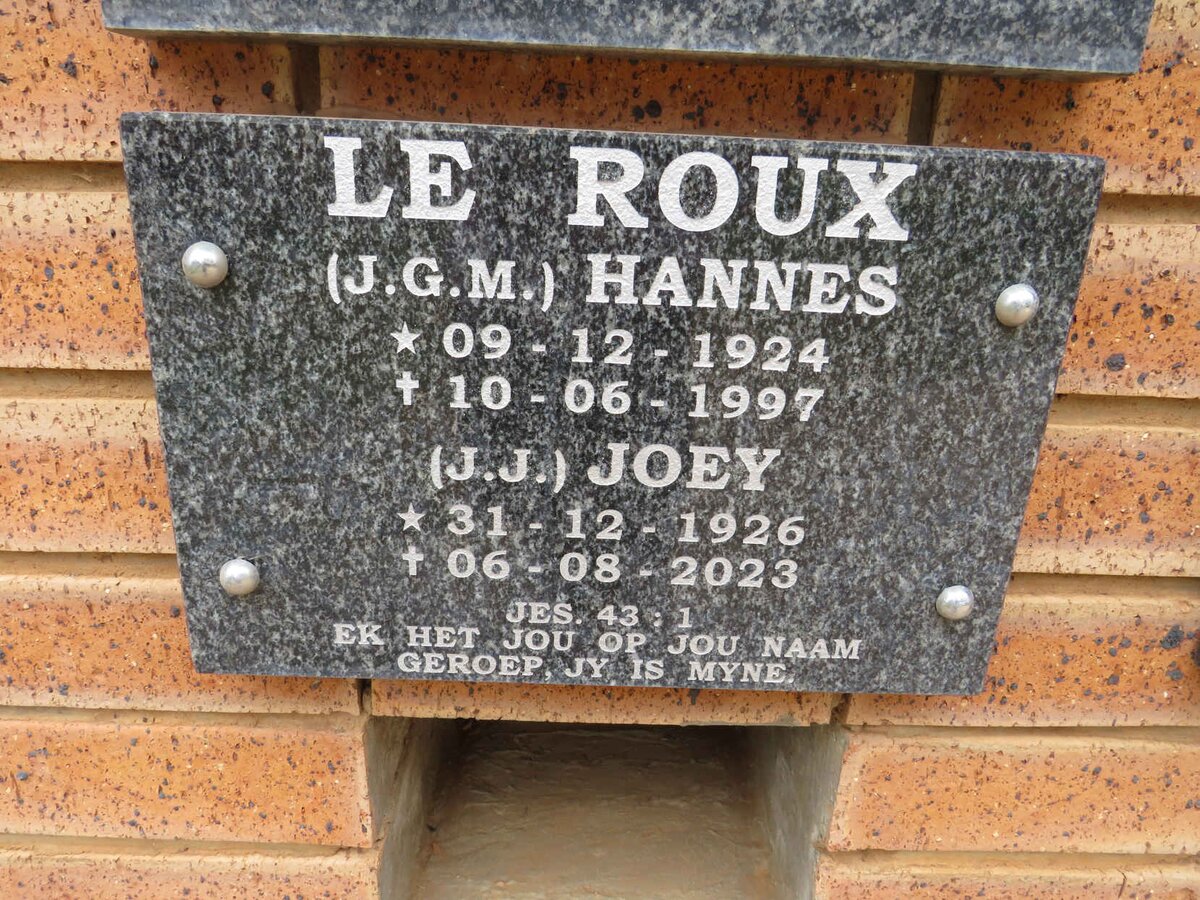 LE ROUX
(J.G.M.) HANNES
★ 09 - 12 - 1924
✝ 10 - 06 - 1997
(J.J.) JOEY
★ 31 - 12 - 1926
✝ 06 - 08 - 2023
JES. 43 : 1
EK HET JOU OP JOU NAAM
GEROEP, JY IS MYNE.